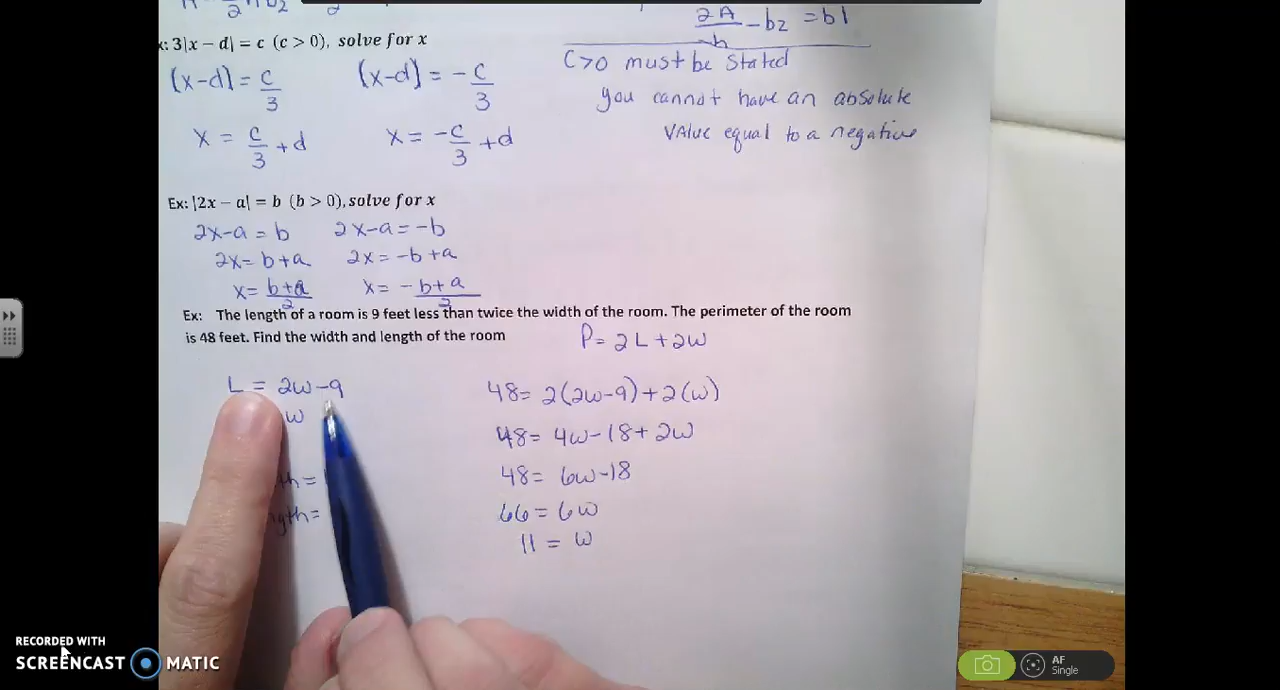 2A/-h - b2 = b1
: 3|x − d| = c (c > 0), solve for x
(x-d) = c/3 (x-d) = -c/3
x = c/3 + d x = -c/3 + d
C>0 must be stated
you cannot have an absolute
value equal to a negative
Ex: |2x − a| = b (b > 0), solve for x
2x-a = b 2x-a = -b
2x = b+a 2x = -b+a
x = b+a/2 x = -b+a/2
Ex: The length of a room is 9 feet less than twice the width of the room. The perimeter of the room
is 48 feet. Find the width and length of the room
P = 2L + 2w
L = 2w-9
w
th =
ngth =
48 = 2(2w-9) + 2(w)
48 = 4w-18+2w
48 = 6w-18
66 = 6w
11 = w
RECORDED WITH
SCREENCAST MATIC
AF
Single